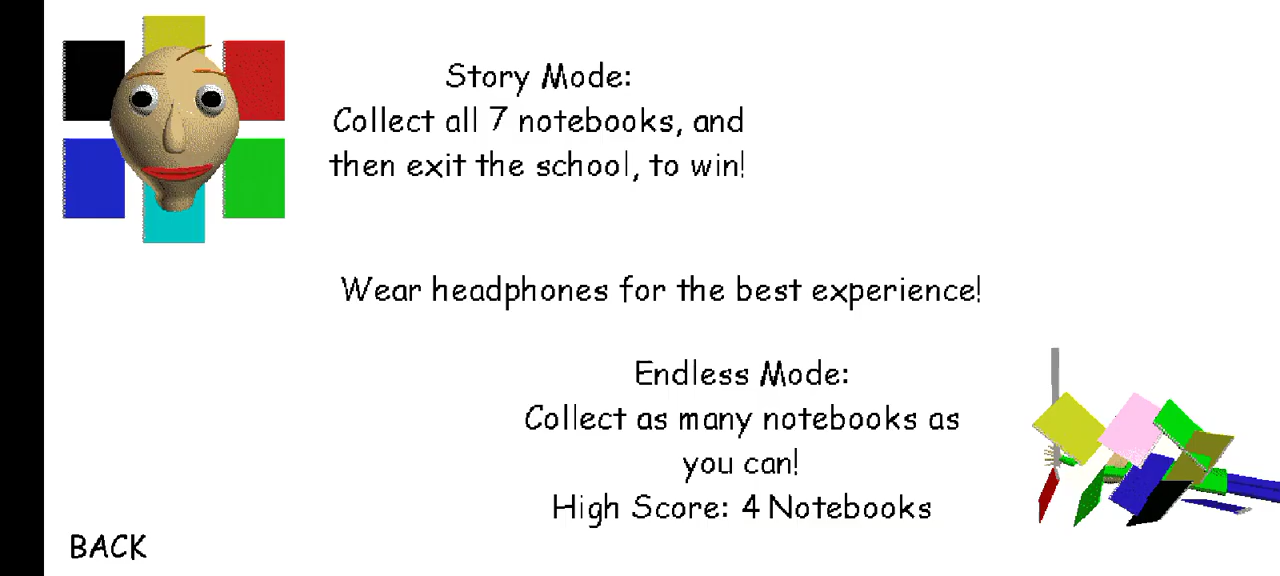 Story Mode:
Collect all 7 notebooks, and
then exit the school, to win!
Wear headphones for the best experience!
Endless Mode:
Collect as many notebooks as
you can!
High Score: 4 Notebooks
BACK